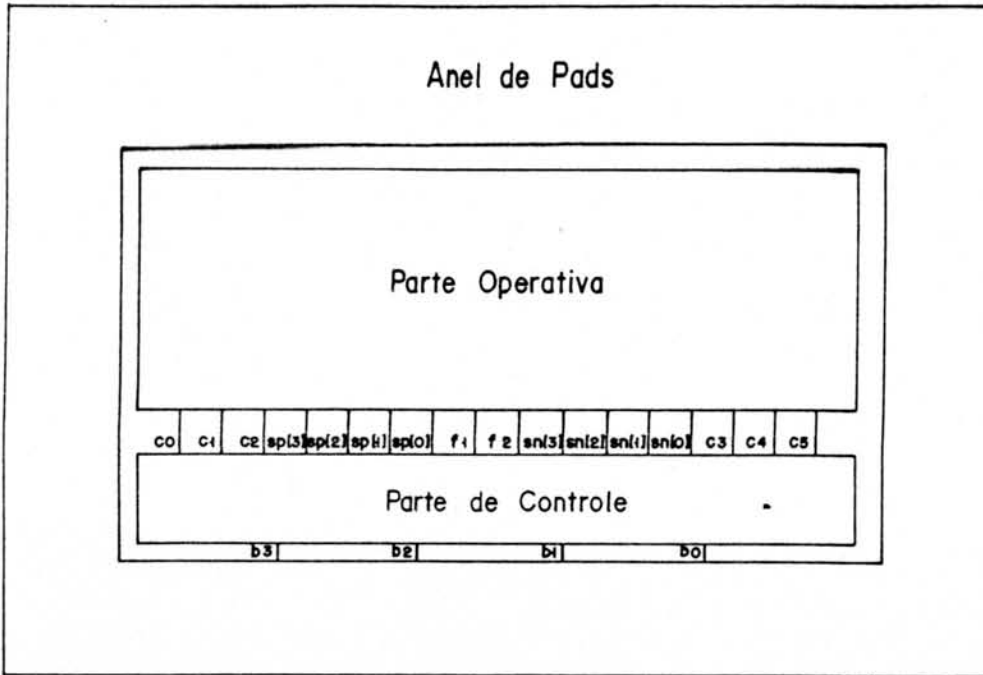 Anel de Pads
Parte Operativa
c0 c1 c2 sp[3] sp[2] sp[1] sp[0] f1 f2 sn[3] sn[2] sn[1] sn[0] c3 c4 c5
Parte de Controle
b3 b2 b1 b0